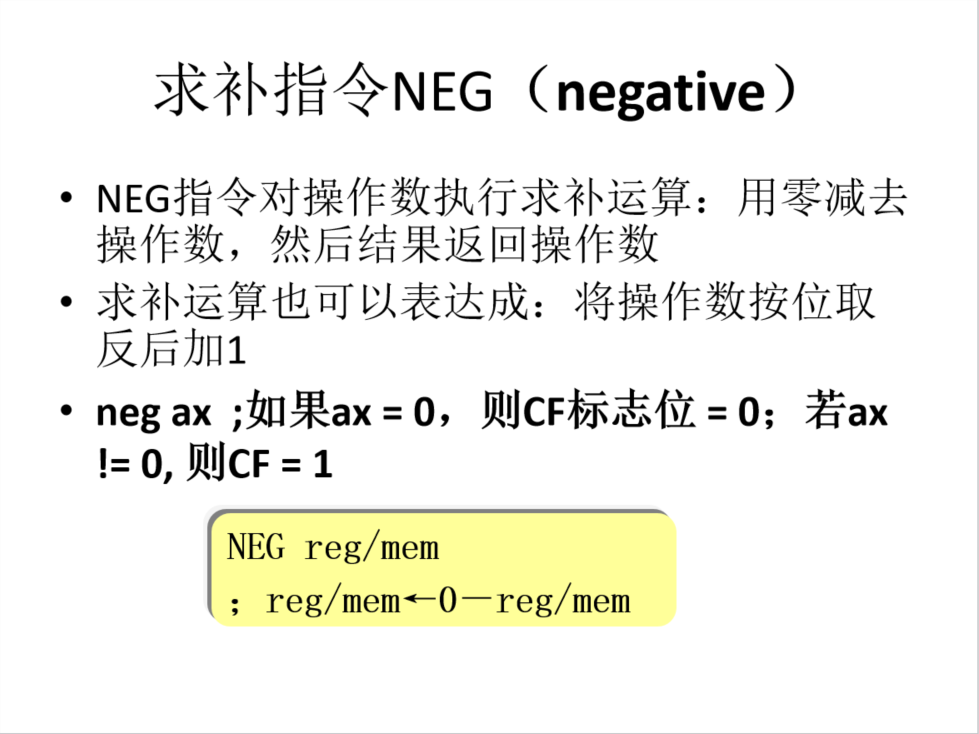 求补指令NEG（negative）
• NEG指令对操作数执行求补运算：用零减去
操作数，然后结果返回操作数
• 求补运算也可以表达成：将操作数按位取
反后加1
• neg ax ;如果ax = 0，则CF标志位 = 0；若ax
!= 0, 则CF = 1
NEG reg/mem
；reg/mem←0－reg/mem